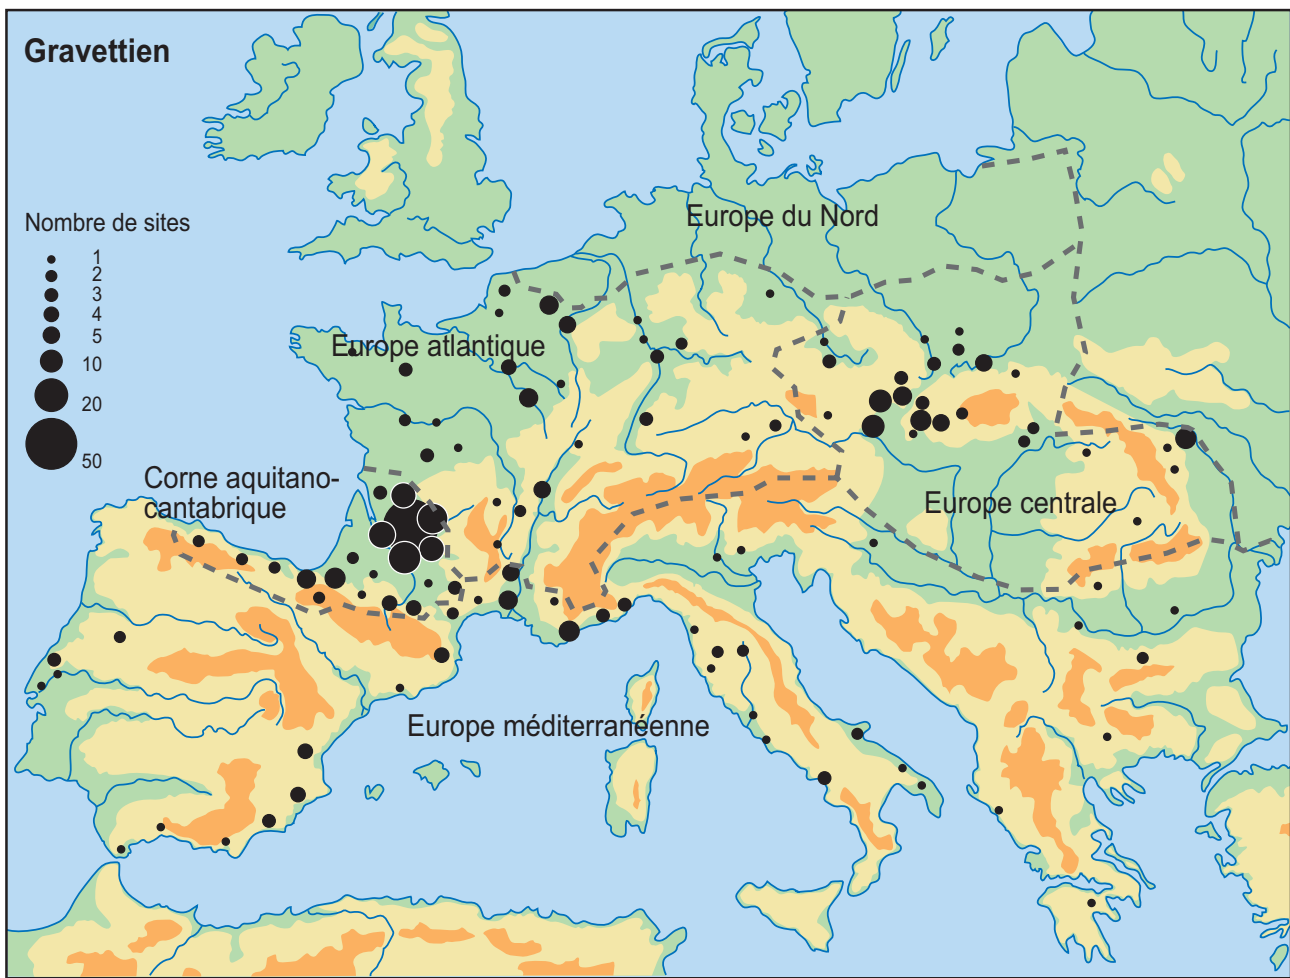 Gravettien
Nombre de sites
1
2
3
4
5
10
20
50
Europe du Nord
Europe atlantique
Corne aquitano-
cantabrique
Europe centrale
Europe méditerranéenne